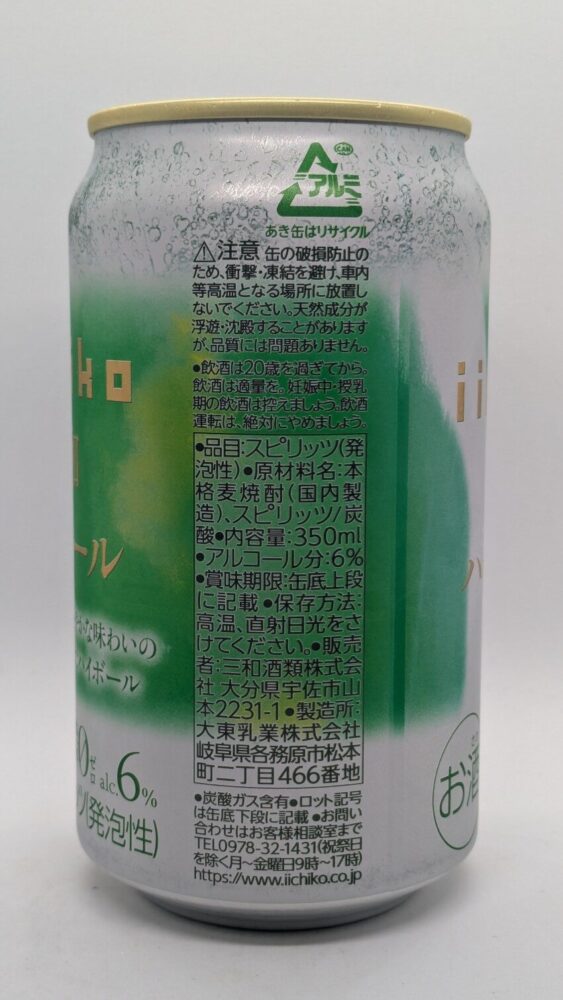 CAN
アルミ
あき缶はリサイクル
⚠注意 缶の破損防止の
ため、衝撃・凍結を避け、車内
等高温となる場所に放置し
ないでください。天然成分が
浮遊・沈殿することがあります
が、品質には問題ありません。
•飲酒は20歳を過ぎてから。
飲酒は適量を。妊娠中・授乳
期の飲酒は控えましょう。飲酒
運転は、絶対にやめましょう。
•品目:スピリッツ(発
泡性)•原材料名:本
格麦焼酎(国内製
造)、スピリッツ/炭
酸•内容量:350ml
•アルコール分:6%
•賞味期限:缶底上段
に記載•保存方法:
高温、直射日光をさ
けてください。•販売
者:三和酒類株式会
社 大分県宇佐市山
本2231-1•製造所:
大東乳業株式会社
岐阜県各務原市松本
町二丁目466番地
•炭酸ガス含有•ロット記号
は缶底下段に記載•お問い
合わせはお客様相談室まで
TEL0978-32-1431(祝祭日
を除く月〜金曜日9時〜17時)
https://www.iichiko.co.jp
ko
ール
な味わいの
イボール
0 ゼロ alc.6%
(発泡性)
ii
ハ
お酒